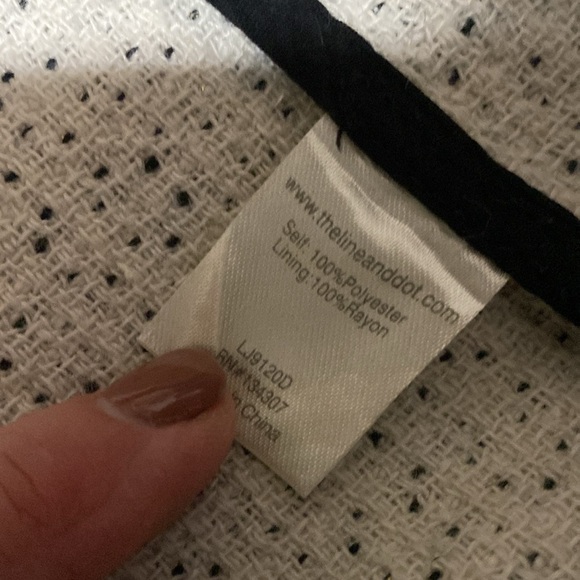 www.thelineanddot.com
Self: 100%Polyester
Lining:100%Rayon
LJ9120D
RN#134307
China